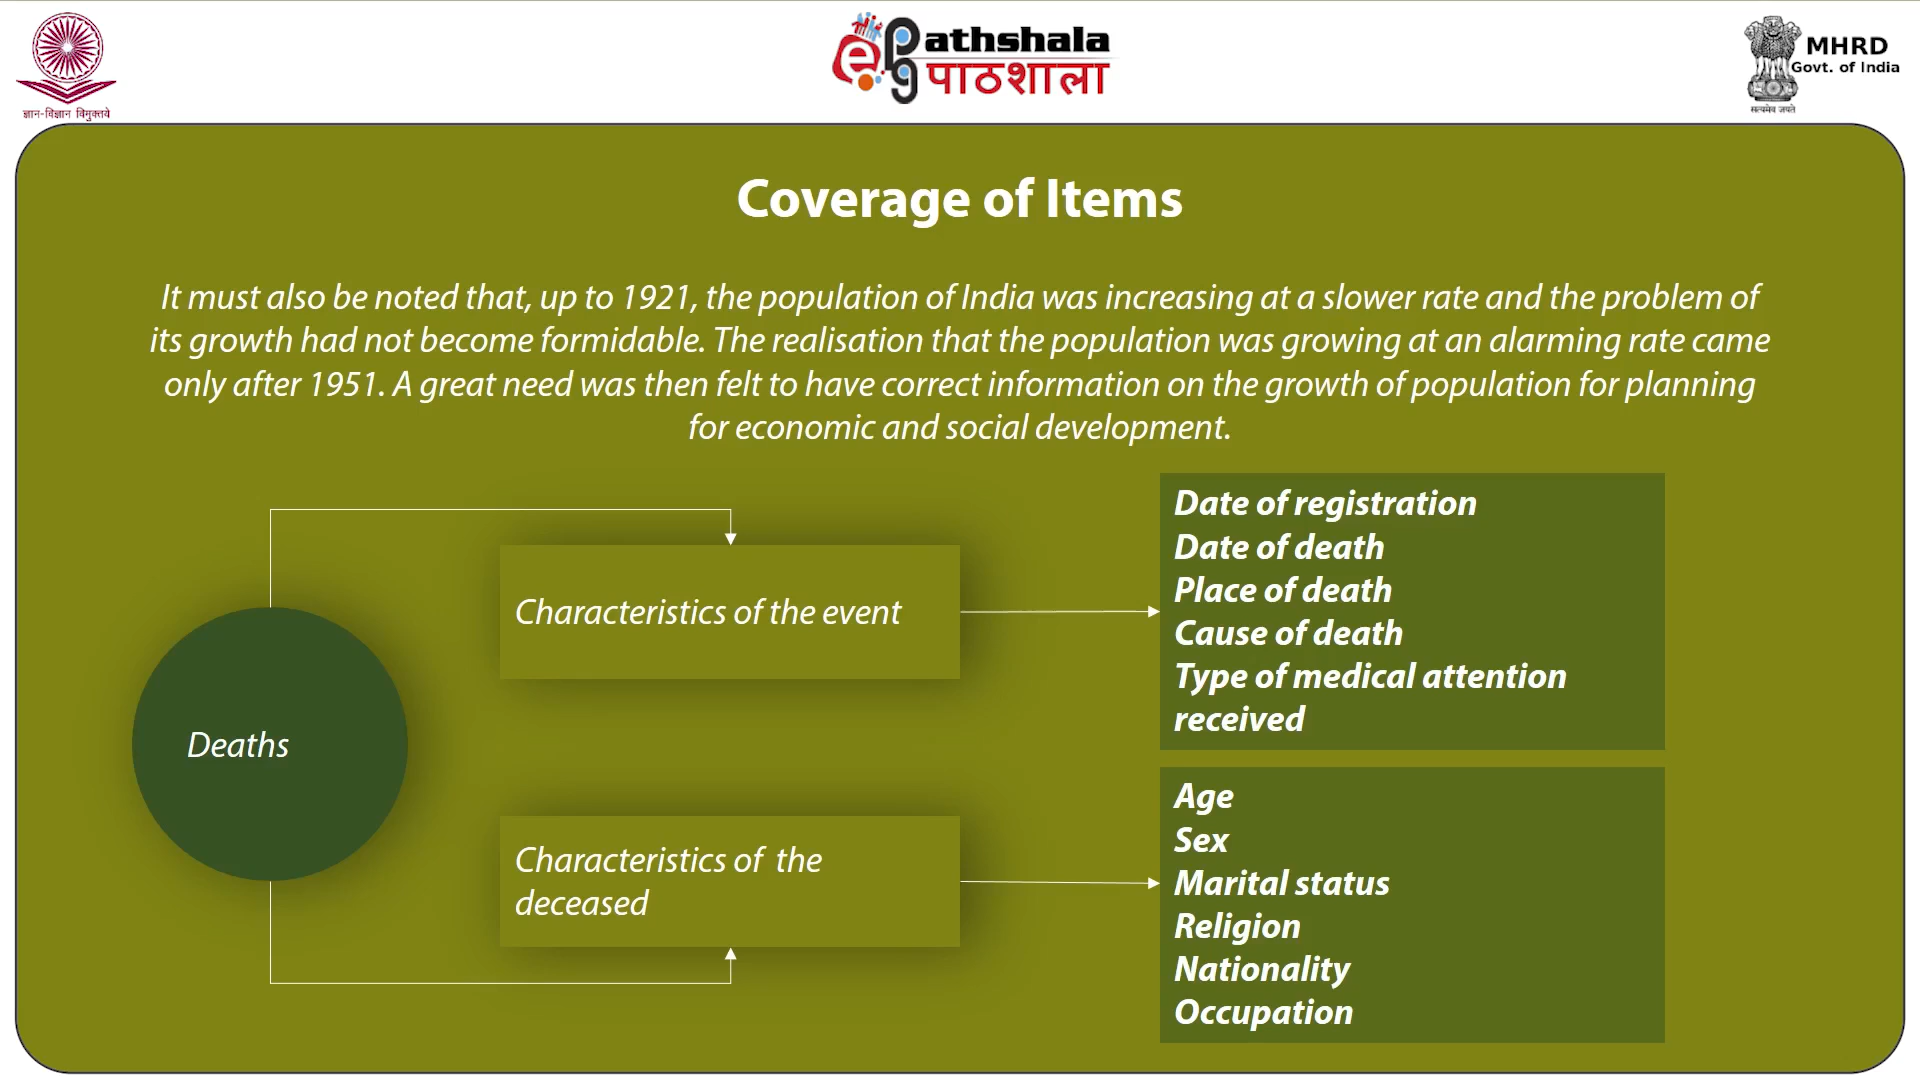 ज्ञान-विज्ञान विमुक्तये
ePathshala
पाठशाला
MHRD
Govt. of India
सत्यमेव जयते
Coverage of Items
It must also be noted that, up to 1921, the population of India was increasing at a slower rate and the problem of
its growth had not become formidable. The realisation that the population was growing at an alarming rate came
only after 1951. A great need was then felt to have correct information on the growth of population for planning
for economic and social development.
Deaths
Characteristics of the event
Date of registration
Date of death
Place of death
Cause of death
Type of medical attention
received
Characteristics of the
deceased
Age
Sex
Marital status
Religion
Nationality
Occupation